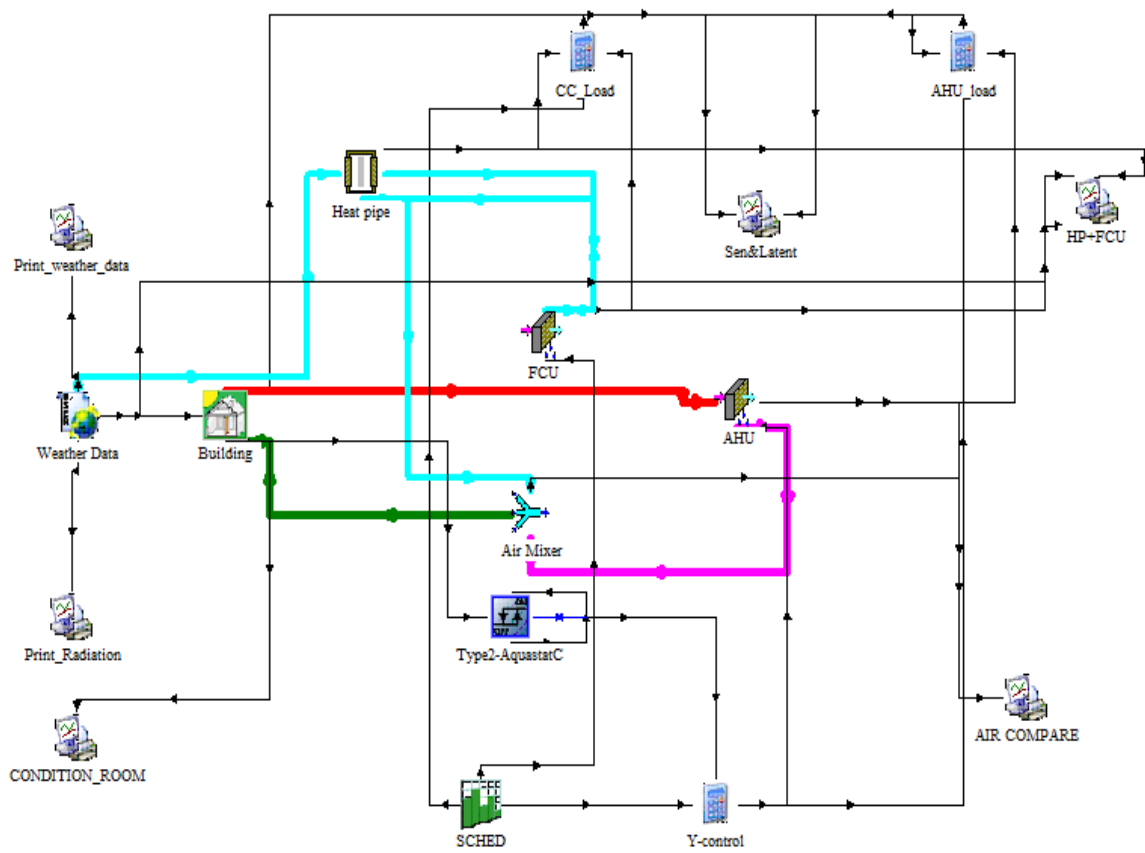 CC_Load
AHU_load
Heat pipe
Print_weather_data
Sen&Latent
HP+FCU
FCU
Weather Data
Building
AHU
Air Mixer
Print_Radiation
Type2-AquastatC
AIR COMPARE
CONDITION_ROOM
SCHED
Y-control